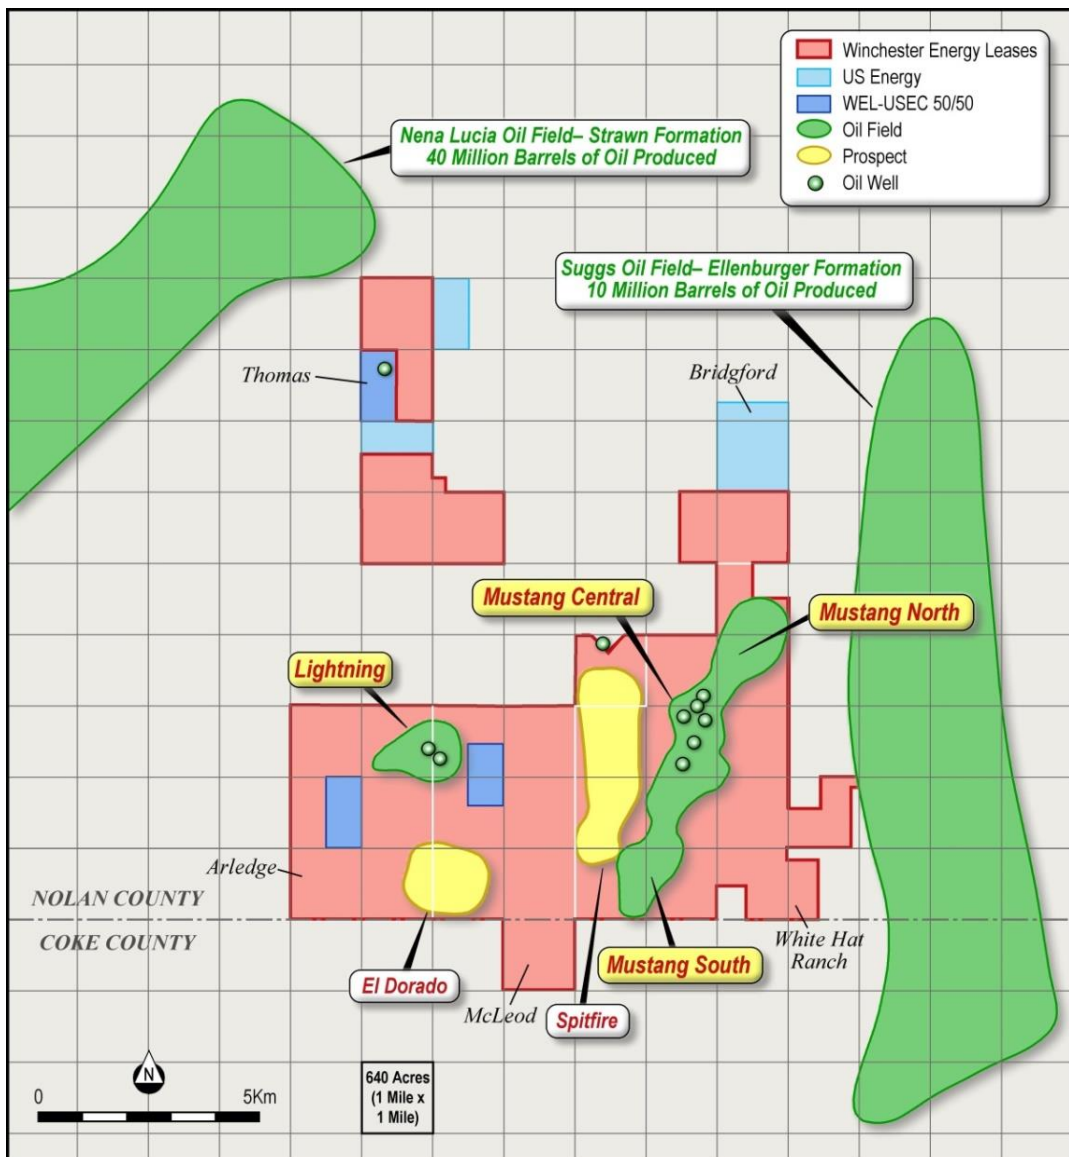 Winchester Energy Leases
US Energy
WEL-USEC 50/50
Oil Field
Prospect
Oil Well
Nena Lucia Oil Field– Strawn Formation
40 Million Barrels of Oil Produced
Suggs Oil Field– Ellenburger Formation
10 Million Barrels of Oil Produced
Thomas
Bridgford
Mustang Central
Mustang North
Lightning
Arledge
NOLAN COUNTY
COKE COUNTY
White Hat
Ranch
Mustang South
El Dorado
McLeod
Spitfire
N
0
5Km
640 Acres
(1 Mile x
1 Mile)